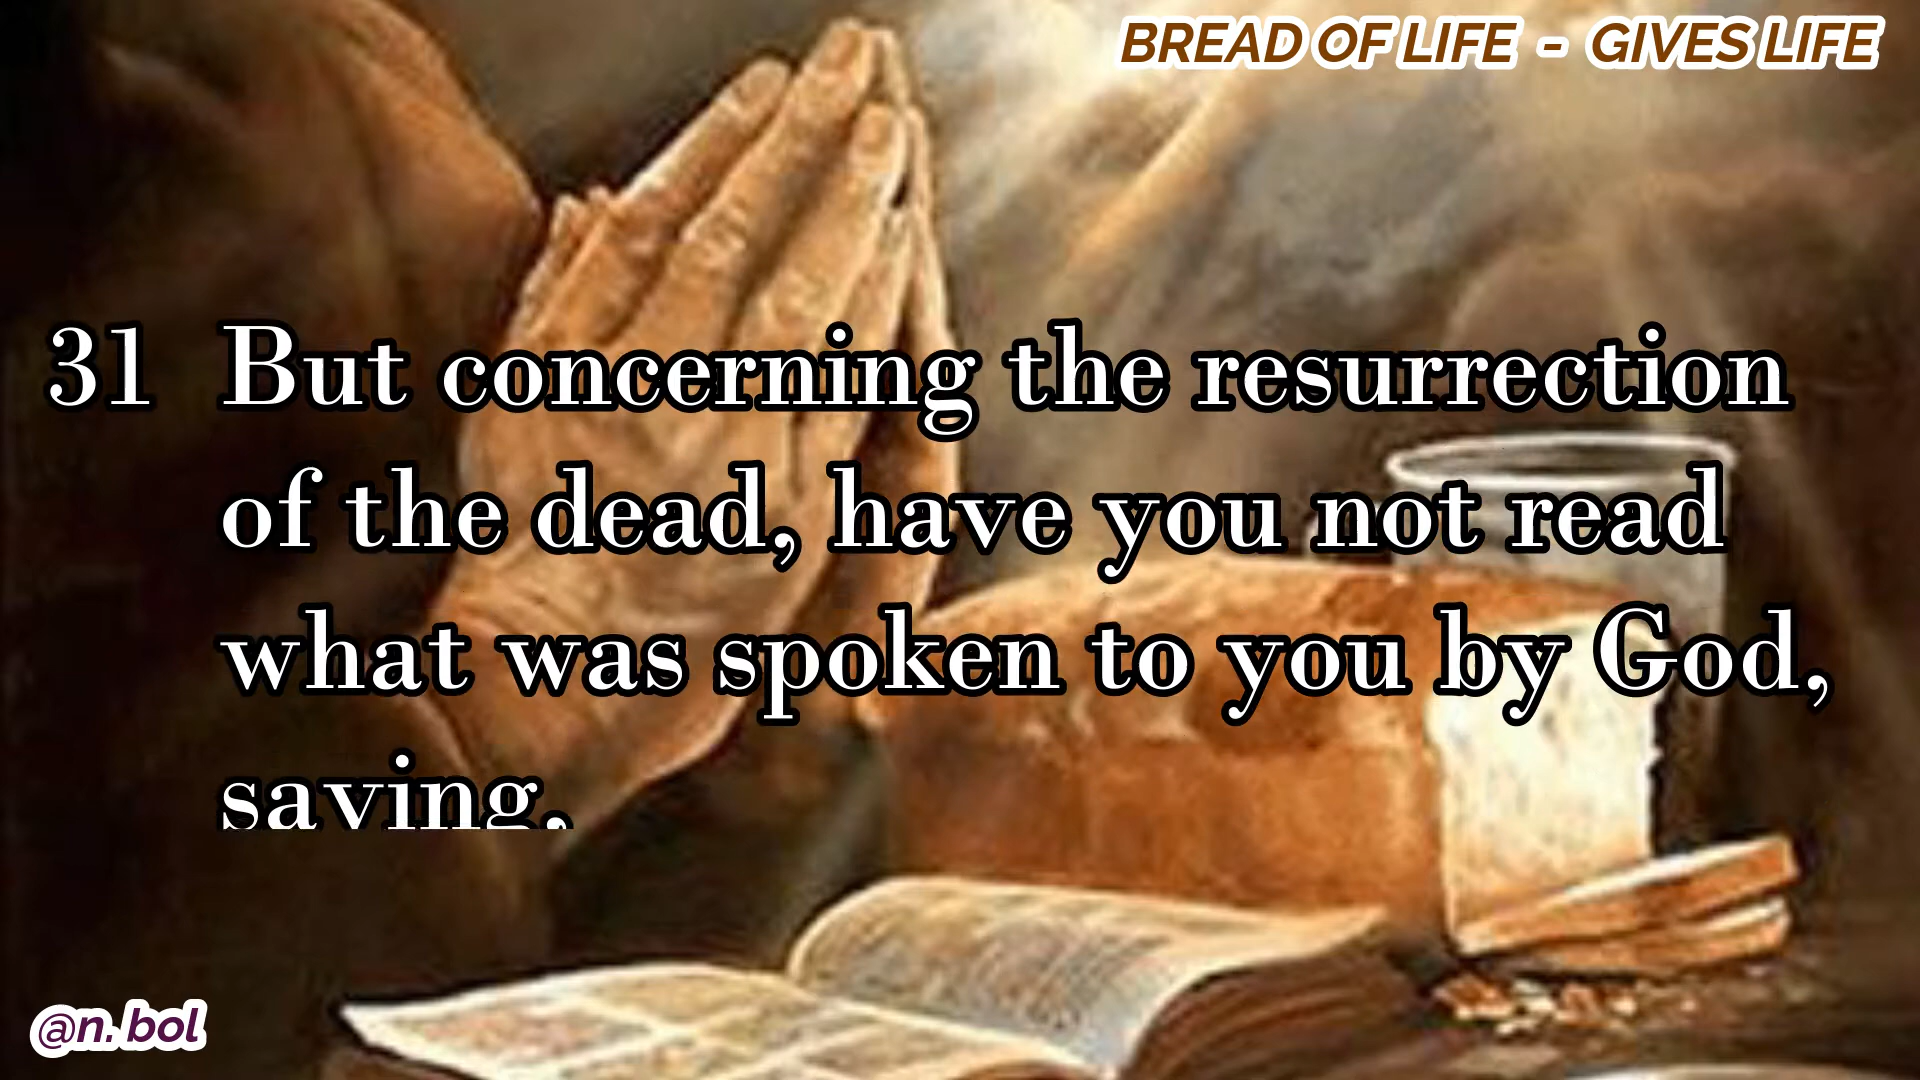 BREAD OF LIFE - GIVES LIFE
31 But concerning the resurrection
of the dead, have you not read
what was spoken to you by God,
saying,
@n. bol